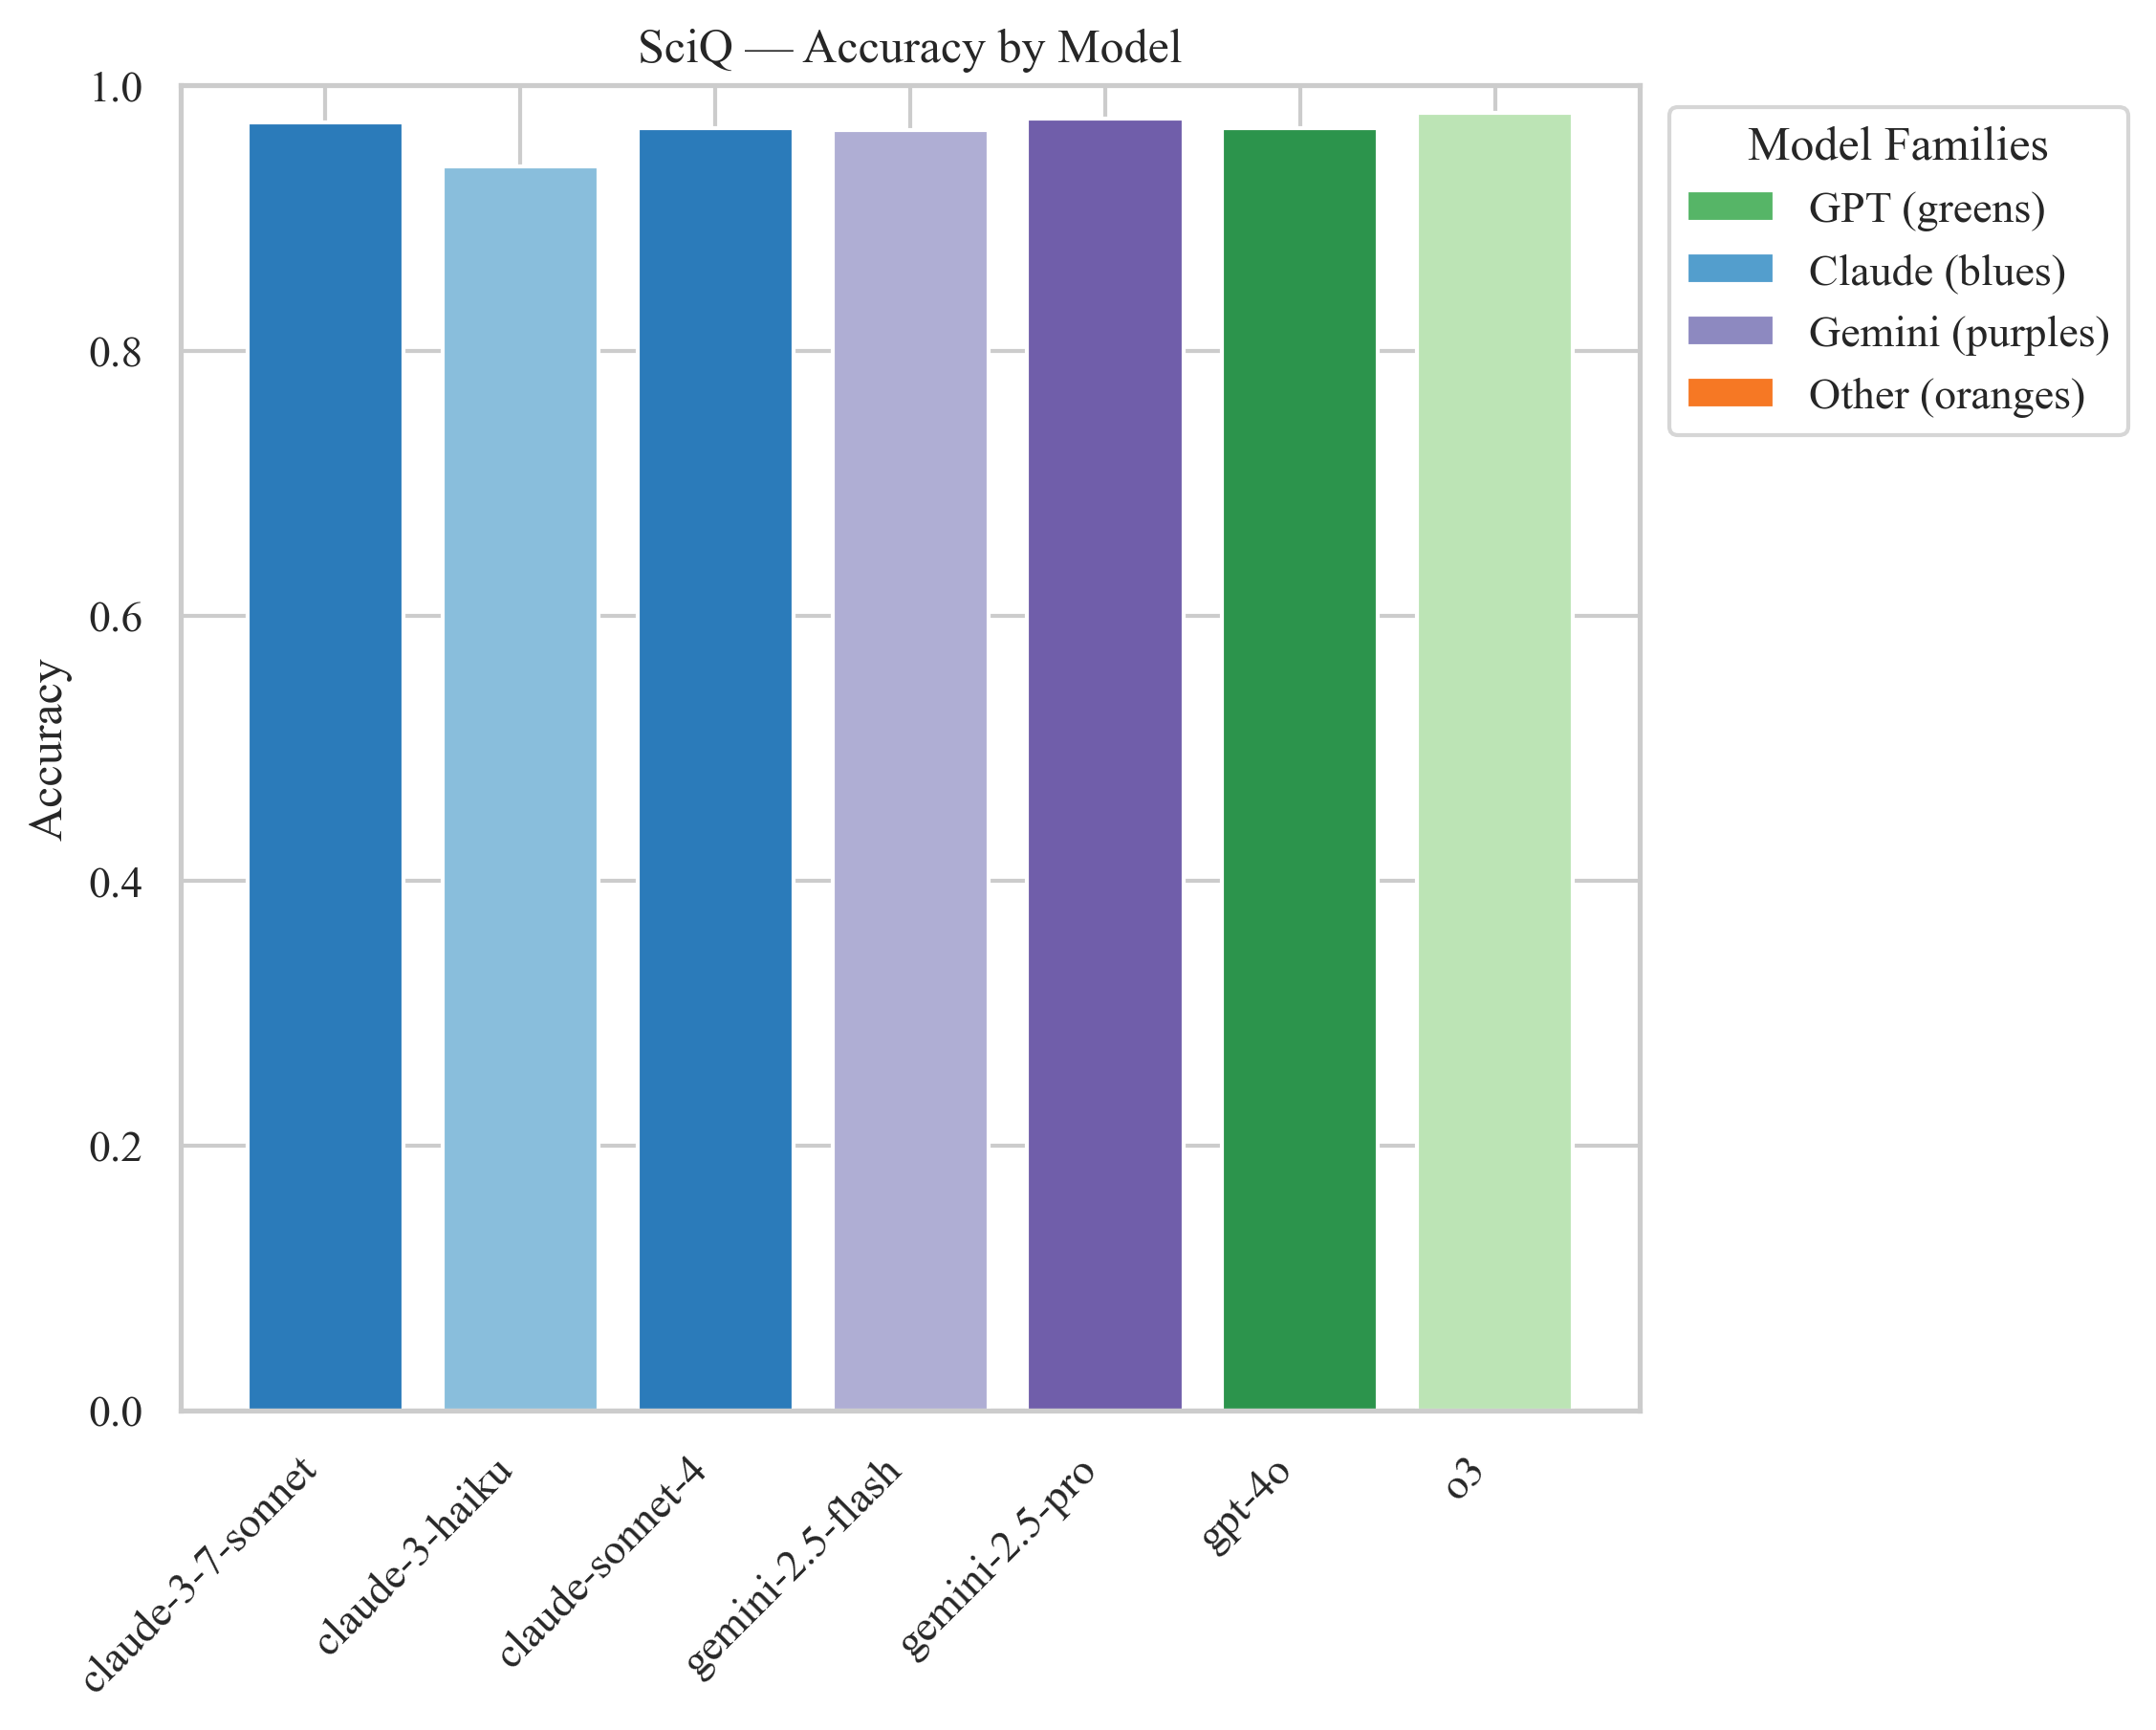 SciQ — Accuracy by Model
1.0
0.8
0.6
0.4
0.2
0.0
Accuracy
claude-3-7-sonnet
claude-3-haiku
claude-sonnet-4
gemini-2.5-flash
gemini-2.5-pro
gpt-4o
o3
Model Families
GPT (greens)
Claude (blues)
Gemini (purples)
Other (oranges)